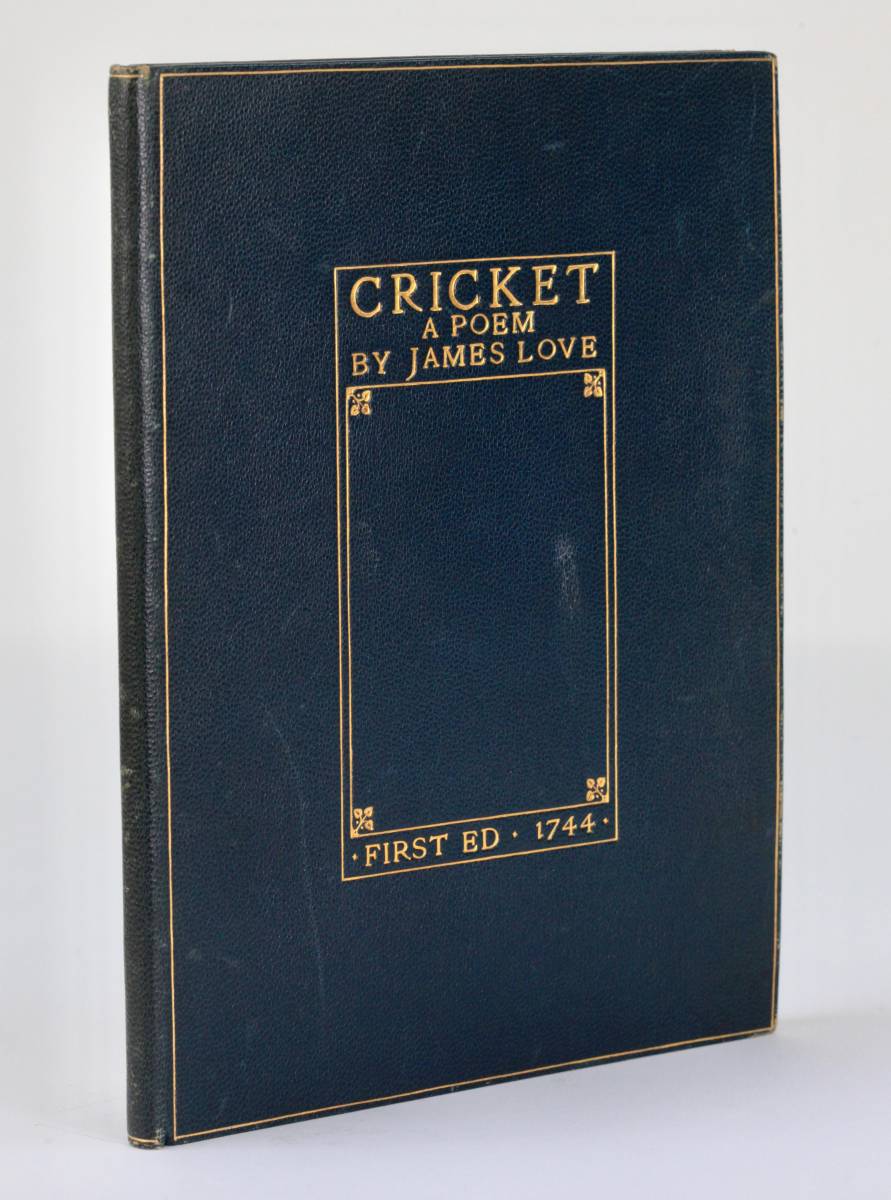 CRICKET
A POEM
BY JAMES LOVE
· FIRST ED · 1744 ·